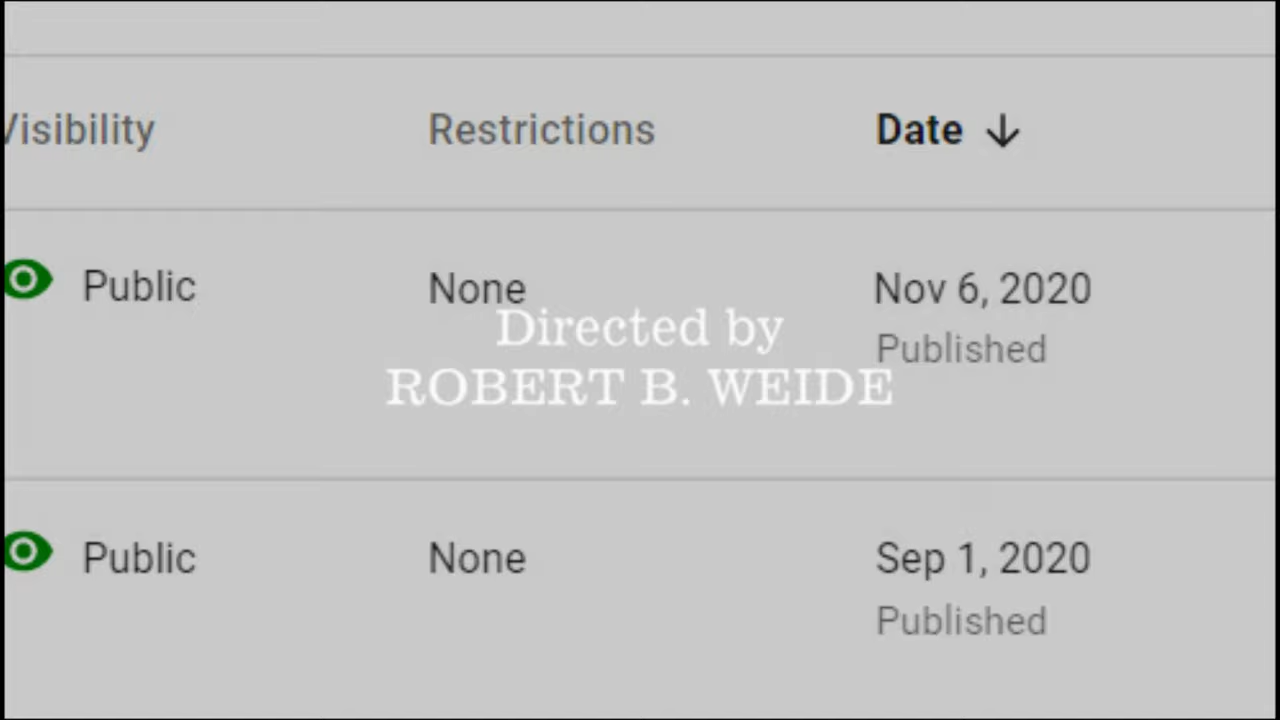 Visibility Restrictions Date ↓
Public None Nov 6, 2020
Published
Directed by
ROBERT B. WEIDE
Public None Sep 1, 2020
Published